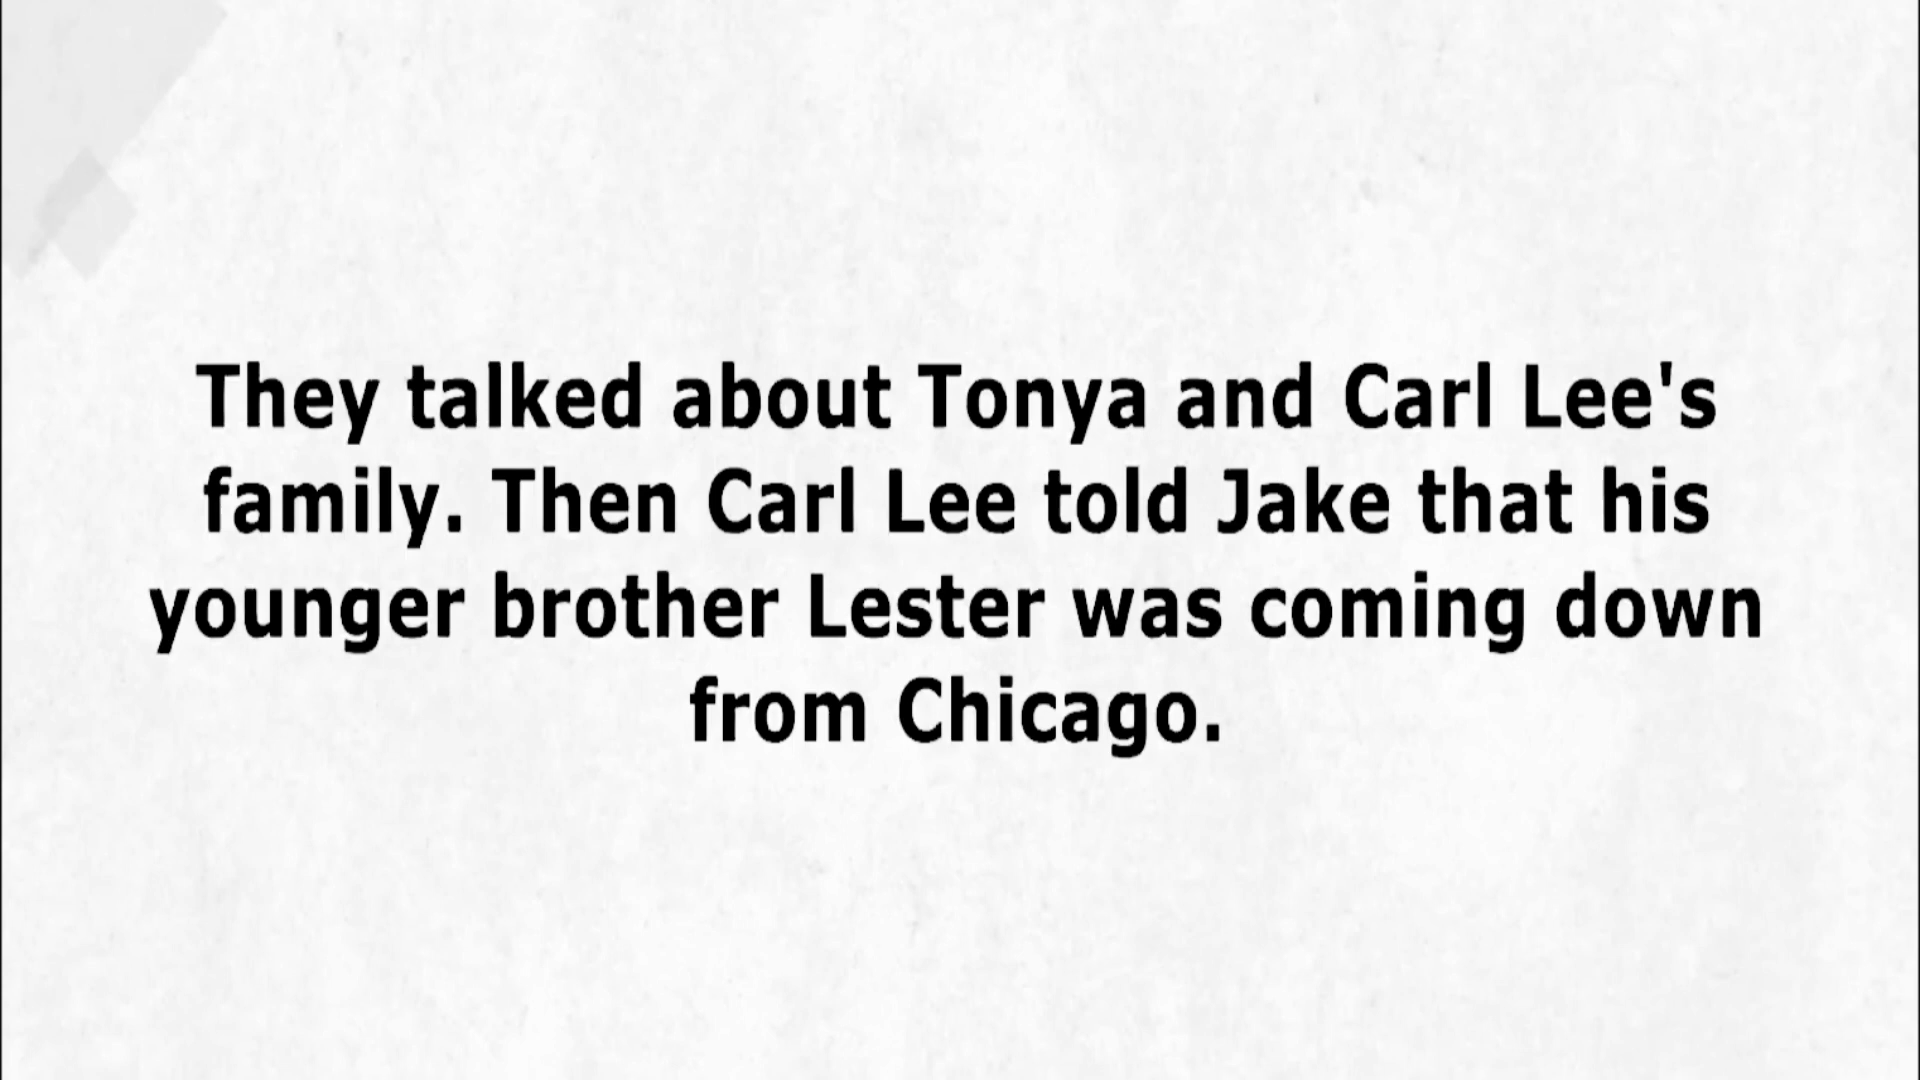 They talked about Tonya and Carl Lee's
family. Then Carl Lee told Jake that his
younger brother Lester was coming down
from Chicago.